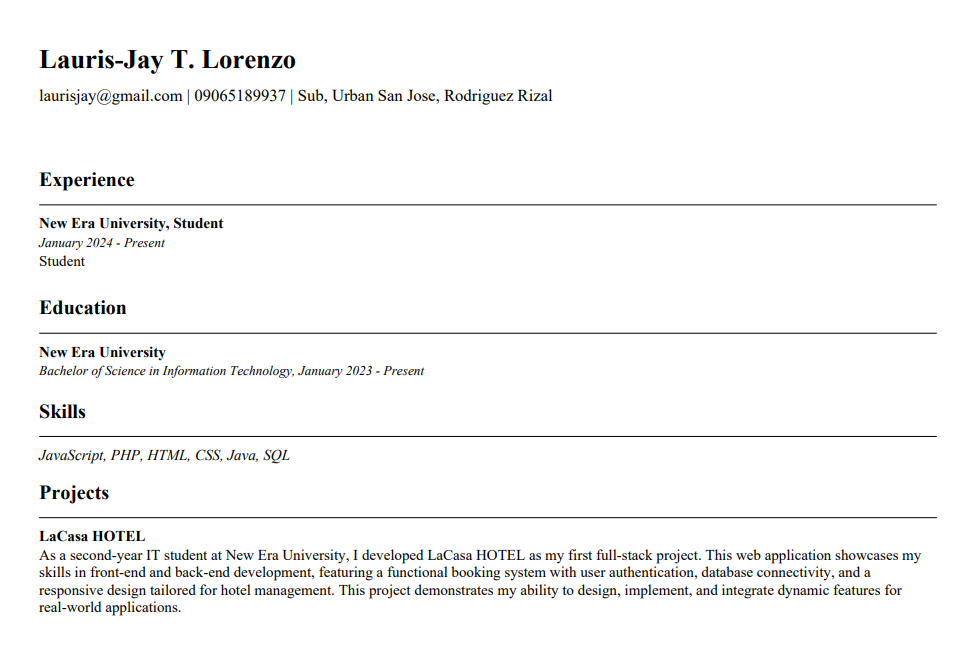 Lauris-Jay T. Lorenzo
laurisjay@gmail.com | 09065189937 | Sub, Urban San Jose, Rodriguez Rizal
Experience
New Era University, Student
January 2024 - Present
Student
Education
New Era University
Bachelor of Science in Information Technology, January 2023 - Present
Skills
JavaScript, PHP, HTML, CSS, Java, SQL
Projects
LaCasa HOTEL
As a second-year IT student at New Era University, I developed LaCasa HOTEL as my first full-stack project. This web application showcases my
skills in front-end and back-end development, featuring a functional booking system with user authentication, database connectivity, and a
responsive design tailored for hotel management. This project demonstrates my ability to design, implement, and integrate dynamic features for
real-world applications.